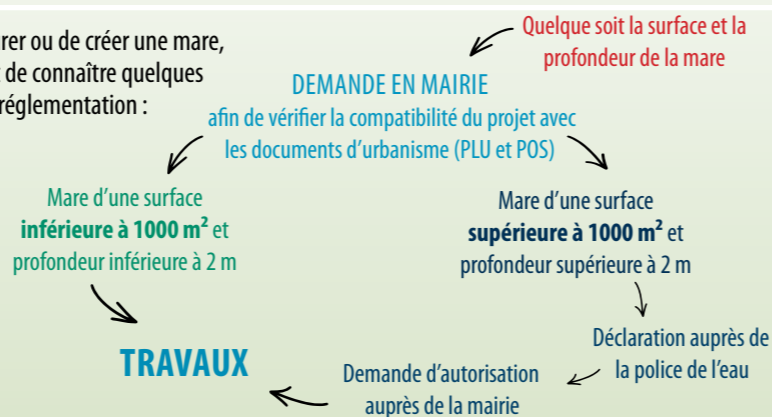 urer ou de créer une mare,
t de connaître quelques
réglementation :
Quelque soit la surface et la
profondeur de la mare
DEMANDE EN MAIRIE
afin de vérifier la compatibilité du projet avec
les documents d'urbanisme (PLU et POS)
Mare d'une surface
inférieure à 1000 m² et
profondeur inférieure à 2 m
Mare d'une surface
supérieure à 1000 m² et
profondeur supérieure à 2 m
Déclaration auprès de
la police de l'eau
Demande d'autorisation
auprès de la mairie
TRAVAUX